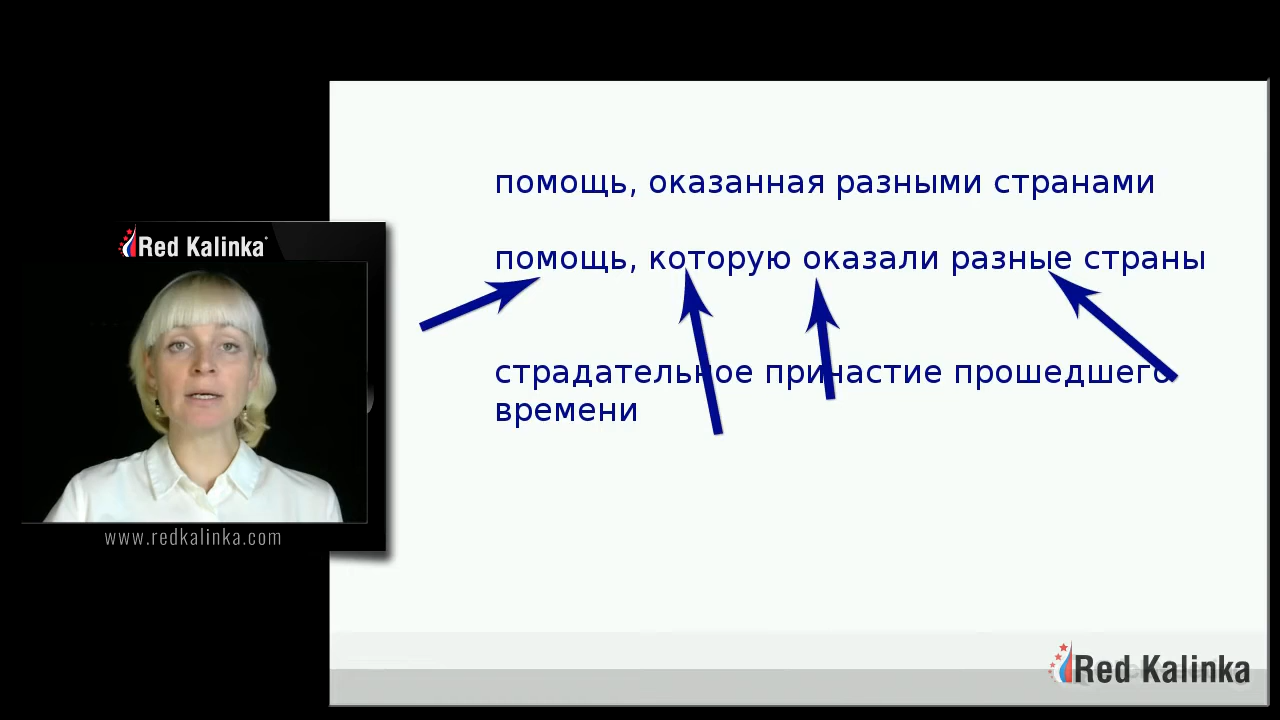 помощь, оказанная разными странами
помощь, которую оказали разные страны
страдательное причастие прошедшего
времени
Red Kalinka
www.redkalinka.com
Red Kalinka